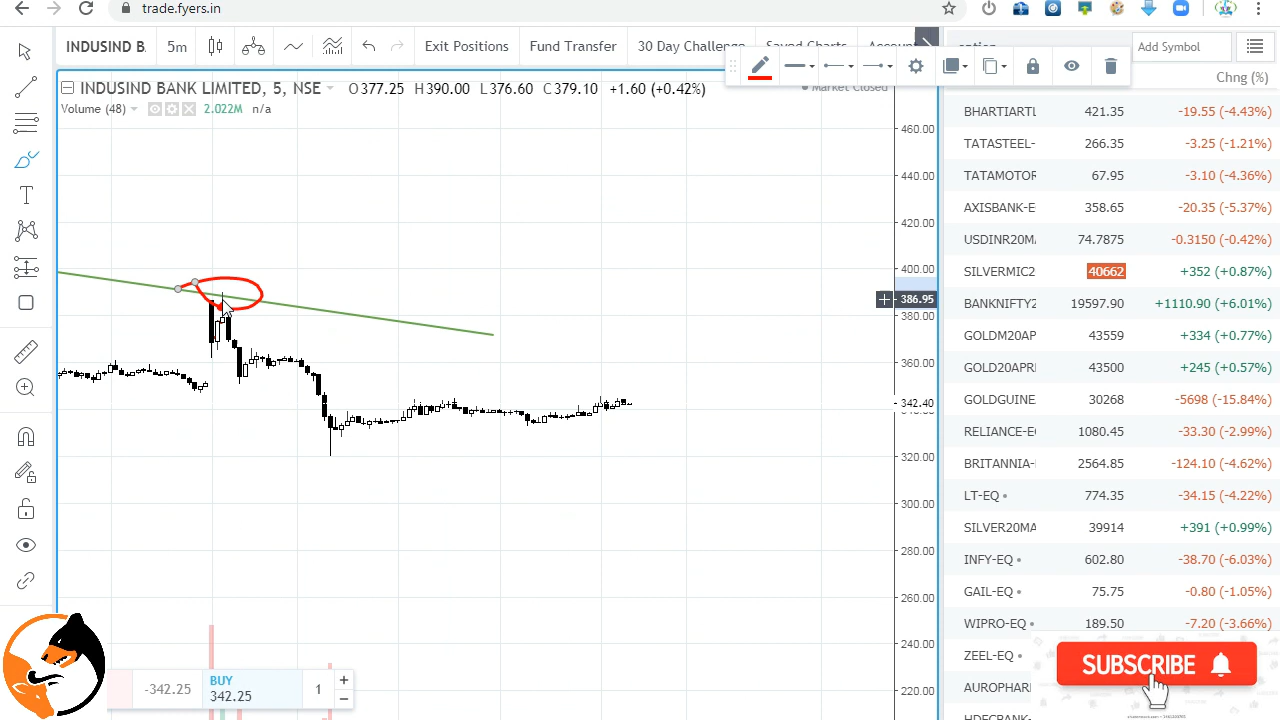 trade.fyers.in
INDUSIND B. 5m Exit Positions Fund Transfer 30 Day Challenge Saved Charts
Add Symbol
Chng (%)
INDUSIND BANK LIMITED, 5, NSE O377.25 H390.00 L376.60 C379.10 +1.60 (+0.42%)
Market Closed
Volume (48) 2.022M n/a
460.00
440.00
420.00
400.00
386.95
380.00
360.00
342.40
320.00
300.00
280.00
260.00
240.00
220.00
BHARTIARTL 421.35 -19.55 (-4.43%)
TATASTEEL- 266.35 -3.25 (-1.21%)
TATAMOTOR 67.95 -3.10 (-4.36%)
AXISBANK-E 358.65 -20.35 (-5.37%)
USDINR20M 74.7875 -0.3150 (-0.42%)
SILVERMIC2 40662 +352 (+0.87%)
BANKNIFTY2 19597.90 +1110.90 (+6.01%)
GOLDM20APR 43559 +334 (+0.77%)
GOLD20APRI 43500 +245 (+0.57%)
GOLDGUINE 30268 -5698 (-15.84%)
RELIANCE-E 1080.45 -33.30 (-2.99%)
BRITANNIA- 2564.85 -124.10 (-4.62%)
LT-EQ 774.35 -34.15 (-4.22%)
SILVER20MA 39914 +391 (+0.99%)
INFY-EQ 602.80 -38.70 (-6.03%)
GAIL-EQ 75.75 -0.80 (-1.05%)
WIPRO-EQ 189.50 -7.20 (-3.66%)
ZEEL-EQ
AUROPHAR
SUBSCRIBE
-342.25
BUY
342.25
1